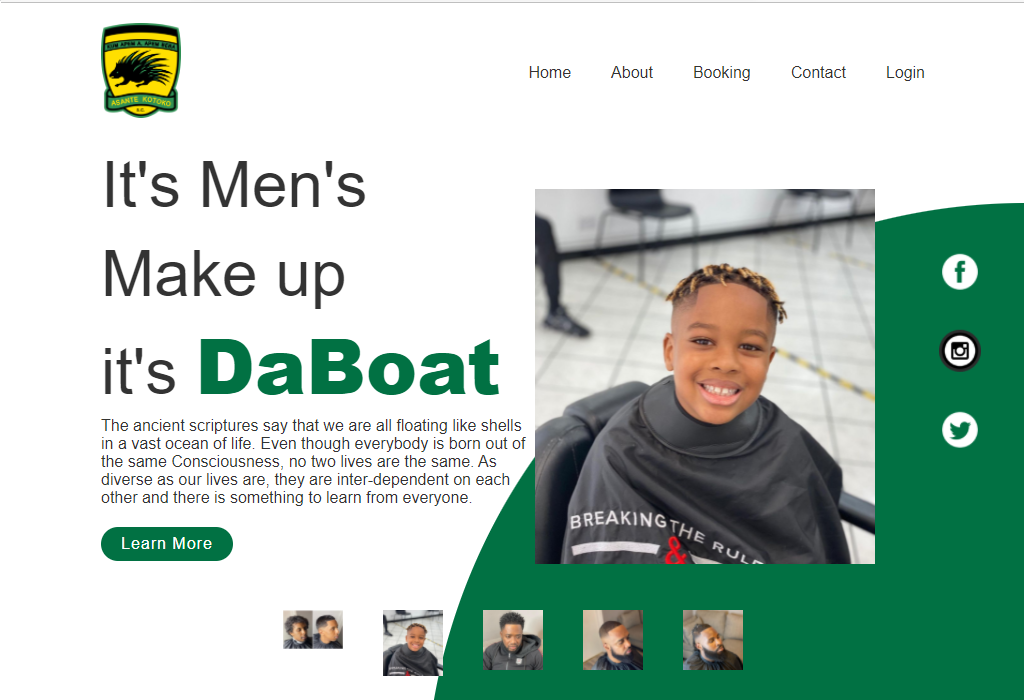 KUM APEM A, APEM BEBA
ASANTE KOTOKO
S.C.
Home About Booking Contact Login
It's Men's
Make up
it's DaBoat
The ancient scriptures say that we are all floating like shells
in a vast ocean of life. Even though everybody is born out of
the same Consciousness, no two lives are the same. As
diverse as our lives are, they are inter-dependent on each
other and there is something to learn from everyone.
Learn More
BREAKING THE RULE
&